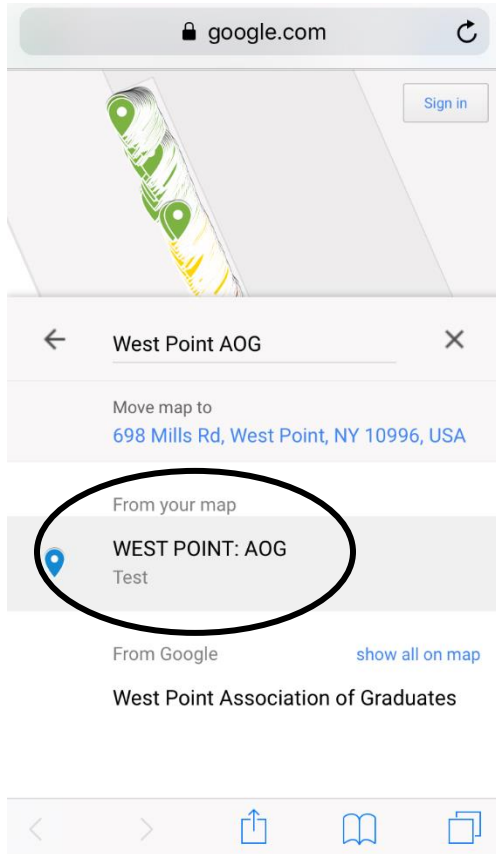 google.com
Sign in
West Point AOG
Move map to
698 Mills Rd, West Point, NY 10996, USA
From your map
WEST POINT: AOG
Test
From Google show all on map
West Point Association of Graduates